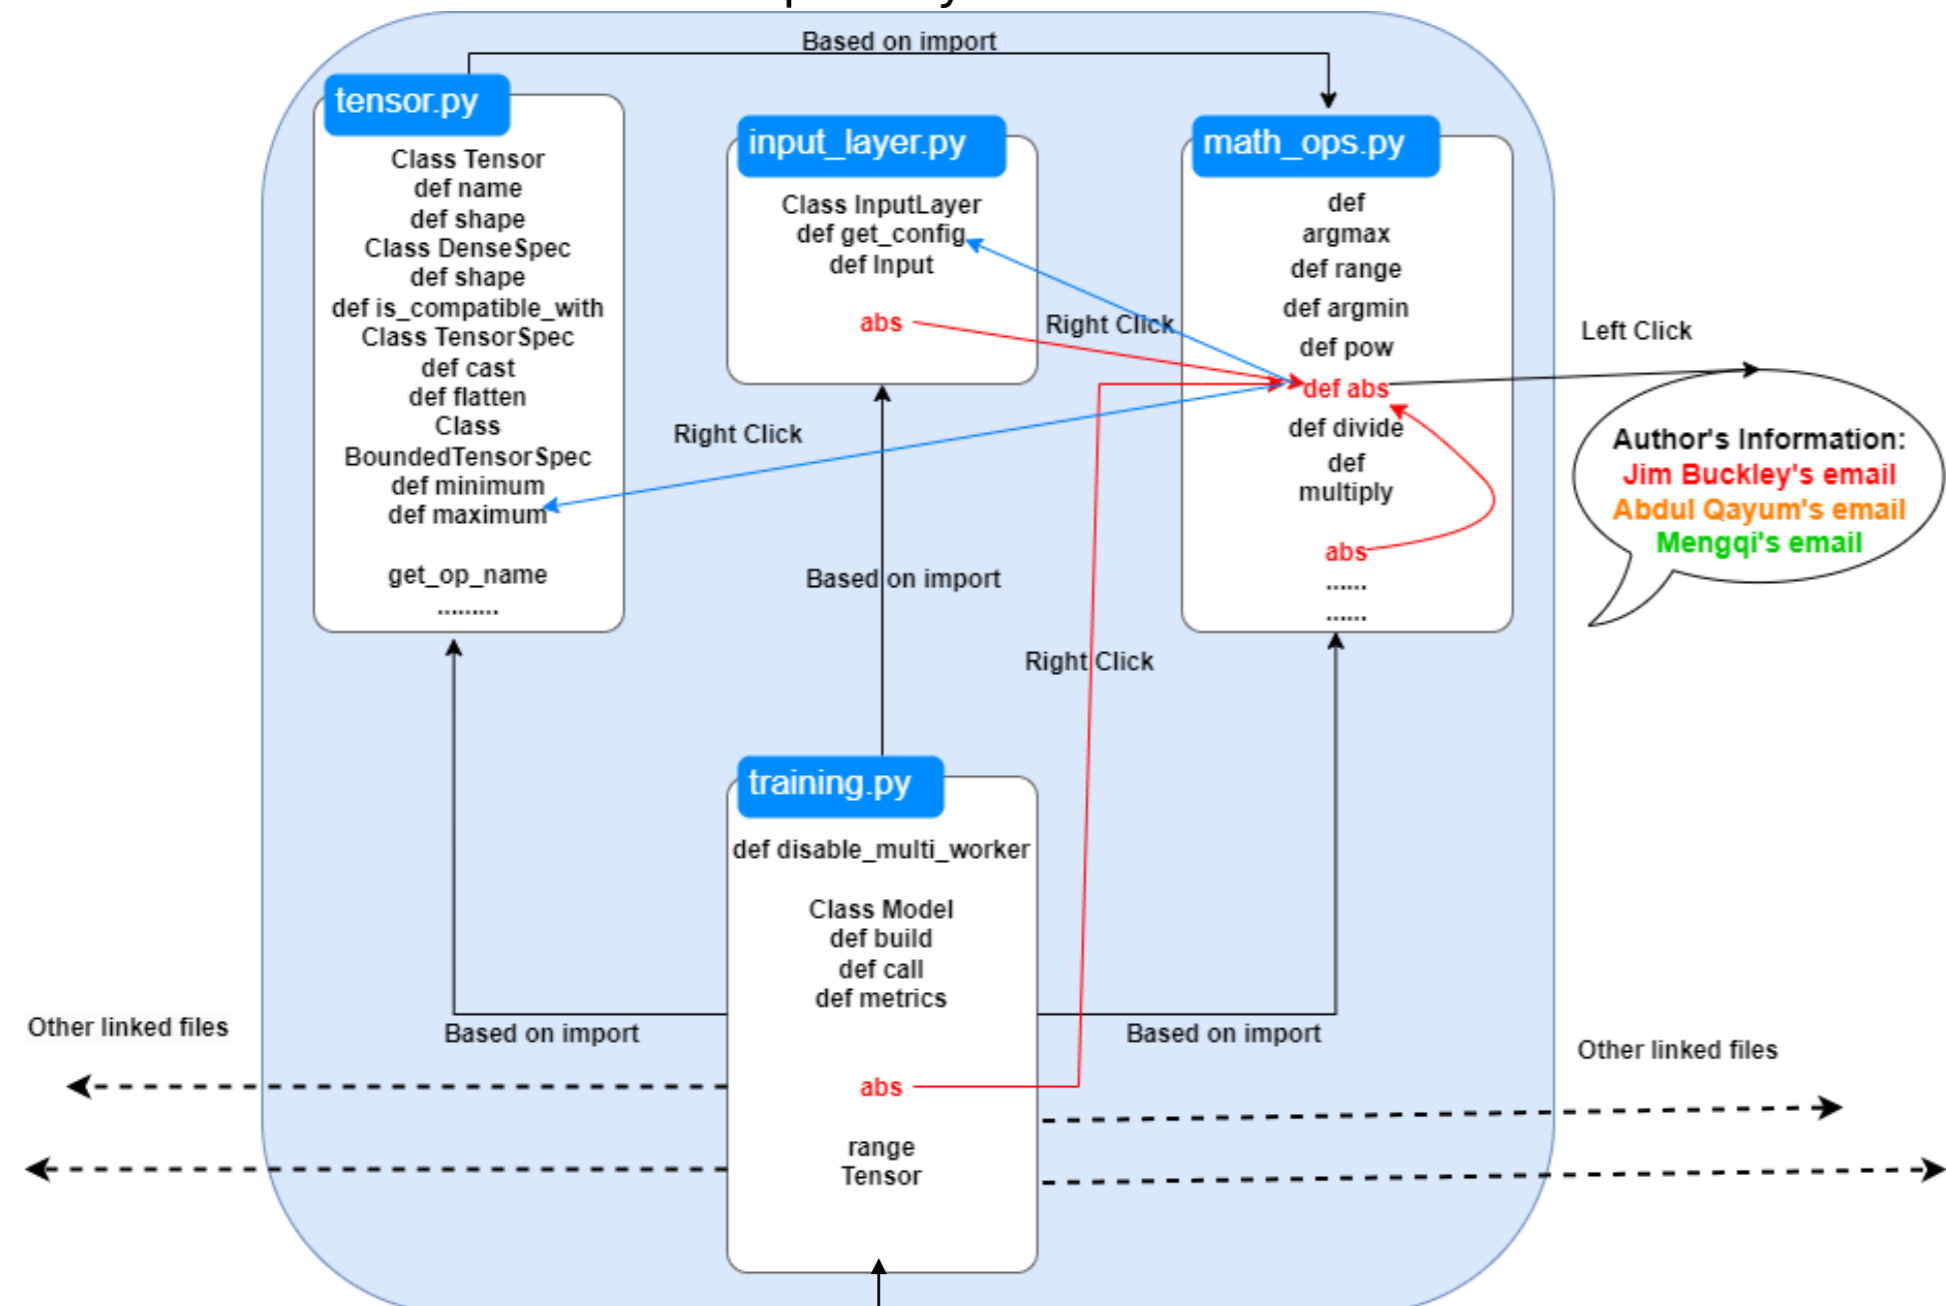 Based on import
tensor.py
Class Tensor
def name
def shape
Class DenseSpec
def shape
def is_compatible_with
Class TensorSpec
def cast
def flatten
Class
BoundedTensorSpec
def minimum
def maximum
get_op_name
.........
input_layer.py
Class InputLayer
def get_config
def Input
abs
math_ops.py
def
argmax
def range
def argmin
def pow
def abs
def divide
def
multiply
abs
......
......
Right Click
Left Click
Right Click
Author's Information:
Jim Buckley's email
Abdul Qayum's email
Mengqi's email
Based on import
Right Click
training.py
def disable_multi_worker
Class Model
def build
def call
def metrics
abs
range
Tensor
Based on import
Based on import
Other linked files
Other linked files